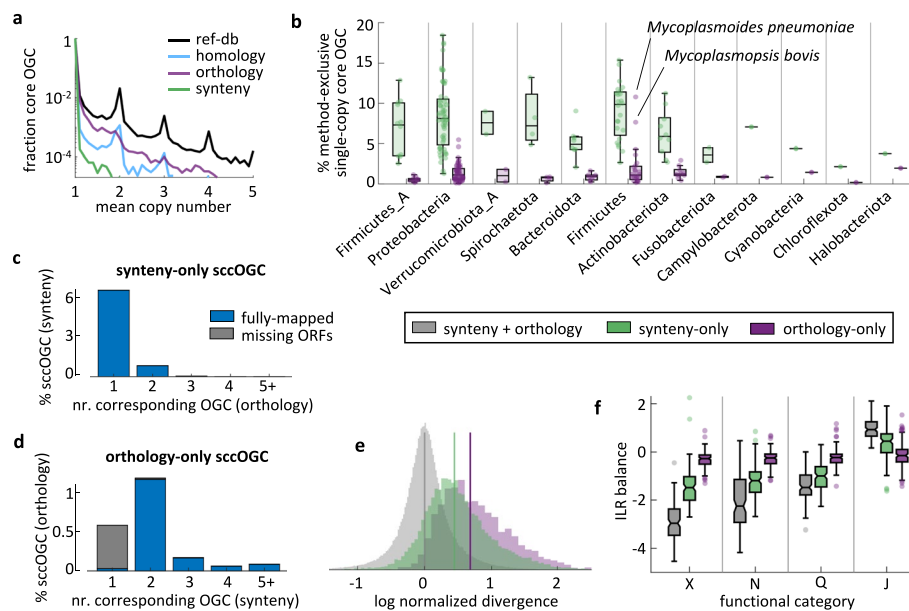 a
fraction core OGC
1
10-2
10-4
1 2 3 4 5
mean copy number
ref-db
homology
orthology
synteny
b
% method-exclusive
single-copy core OGC
20
15
10
5
0
Mycoplasmoides pneumoniae
Mycoplasmopsis bovis
Firmicutes_A
Proteobacteria
Verrucomicrobiota_A
Spirochaetota
Bacteroidota
Firmicutes
Actinobacteriota
Fusobacteriota
Campylobacterota
Cyanobacteria
Chloroflexota
Halobacteriota
c
synteny-only sccOGC
% sccOGC (synteny)
6
3
0
fully-mapped
missing ORFs
1 2 3 4 5+
nr. corresponding OGC (orthology)
synteny + orthology
synteny-only
orthology-only
d
orthology-only sccOGC
% sccOGC (orthology)
1
0.5
0
1 2 3 4 5+
nr. corresponding OGC (synteny)
e
-1 0 1 2
log normalized divergence
f
ILR balance
2
0
-2
-4
X N Q J
functional category